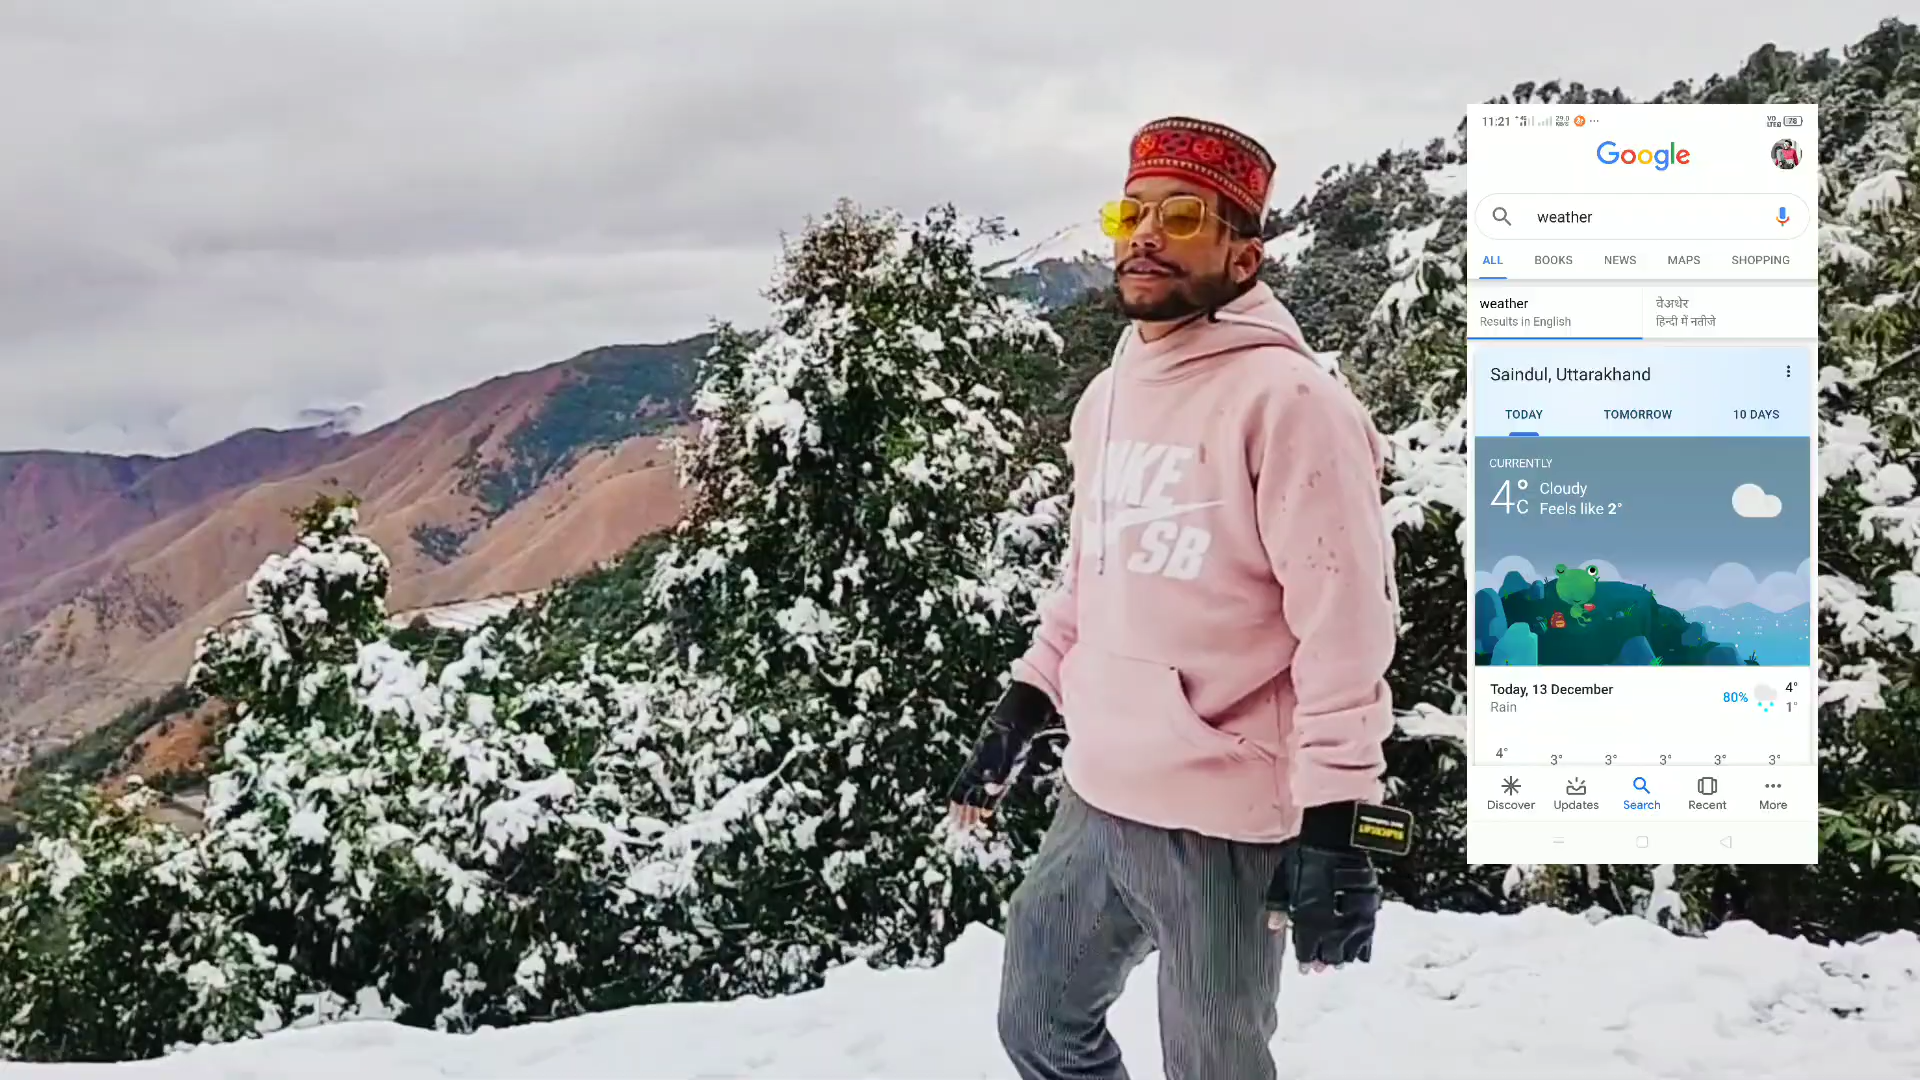 NIKE
SB
11:21
78
Google
weather
ALL BOOKS NEWS MAPS SHOPPING
weather
Results in English
वेअथेर
हिन्दी में नतीजे
Saindul, Uttarakhand
TODAY TOMORROW 10 DAYS
CURRENTLY
4°C
Cloudy
Feels like 2°
Today, 13 December
Rain
80%
4°
1°
4° 3° 3° 3° 3° 3°
Discover Updates Search Recent More